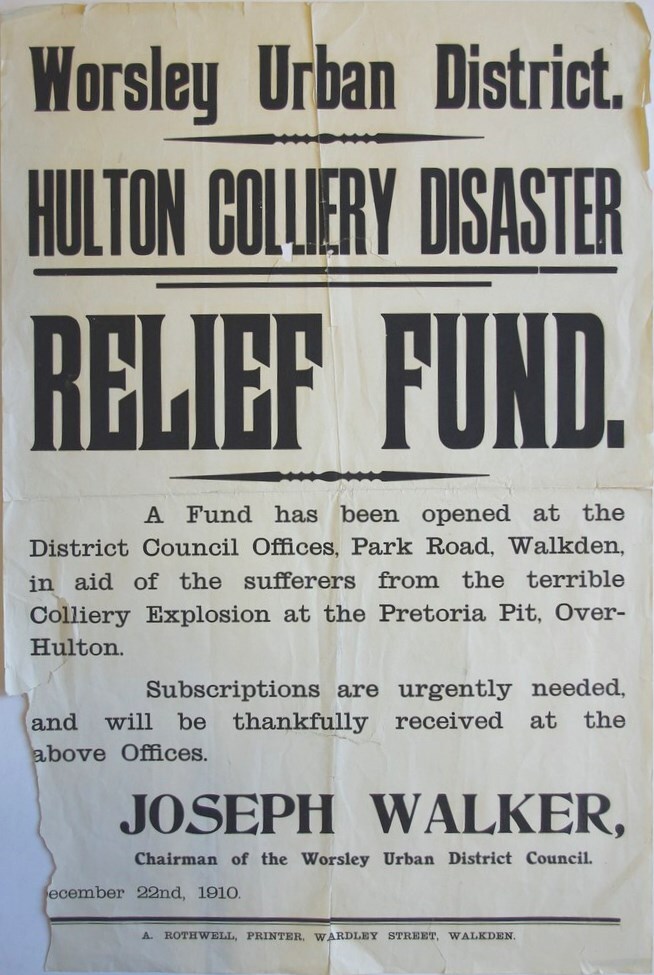 Worsley Urban District.
HULTON COLLIERY DISASTER
RELIEF FUND.
A Fund has been opened at the
District Council Offices, Park Road, Walkden,
in aid of the sufferers from the terrible
Colliery Explosion at the Pretoria Pit, Over-
Hulton.
Subscriptions are urgently needed,
and will be thankfully received at the
above Offices.
JOSEPH WALKER,
Chairman of the Worsley Urban District Council.
ecember 22nd, 1910.
A. ROTHWELL, PRINTER, WARDLEY STREET, WALKDEN.